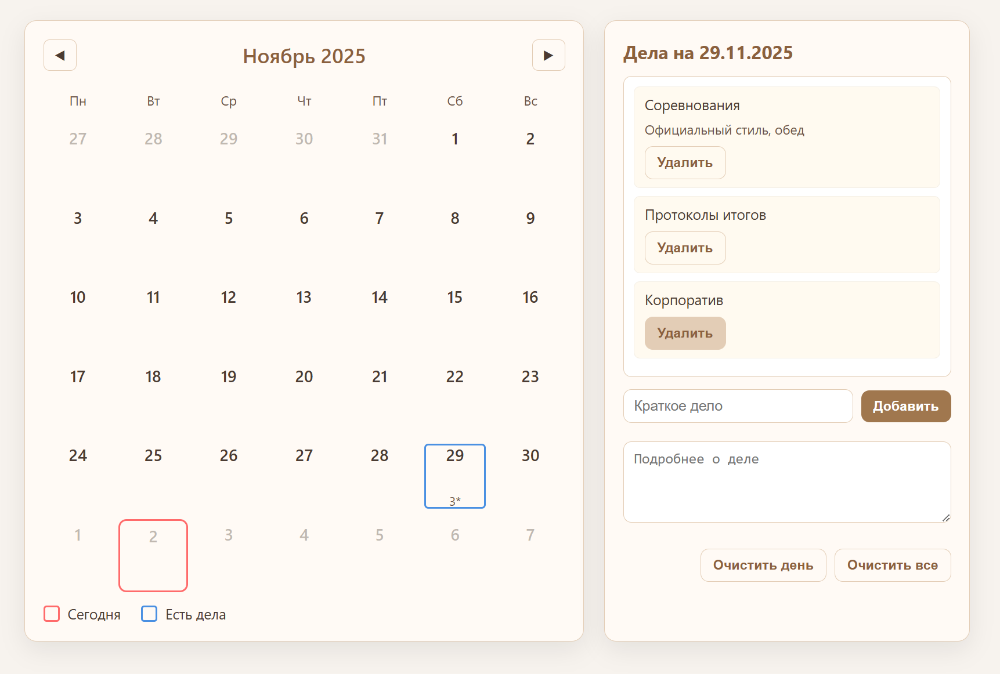 ◀ Ноябрь 2025 ▶
Пн Вт Ср Чт Пт Сб Вс
27 28 29 30 31 1 2
3 4 5 6 7 8 9
10 11 12 13 14 15 16
17 18 19 20 21 22 23
24 25 26 27 28 29 30
3*
1 2 3 4 5 6 7
Сегодня Есть дела
Дела на 29.11.2025
Соревнования
Официальный стиль, обед
Удалить
Протоколы итогов
Удалить
Корпоратив
Удалить
Краткое дело Добавить
Подробнее о деле
Очистить день Очистить все